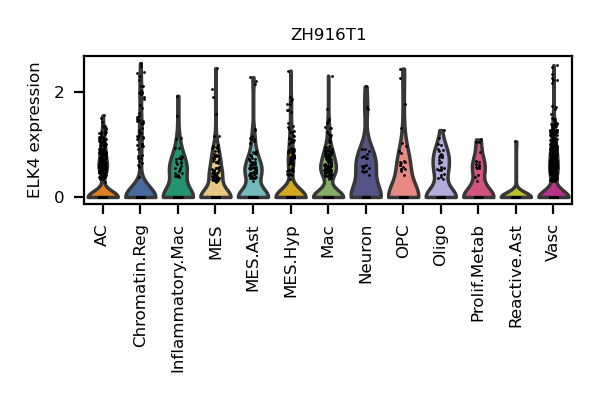 ZH916T1
ELK4 expression
2
0
AC
Chromatin.Reg
Inflammatory.Mac
MES
MES.Ast
MES.Hyp
Mac
Neuron
OPC
Oligo
Prolif.Metab
Reactive.Ast
Vasc